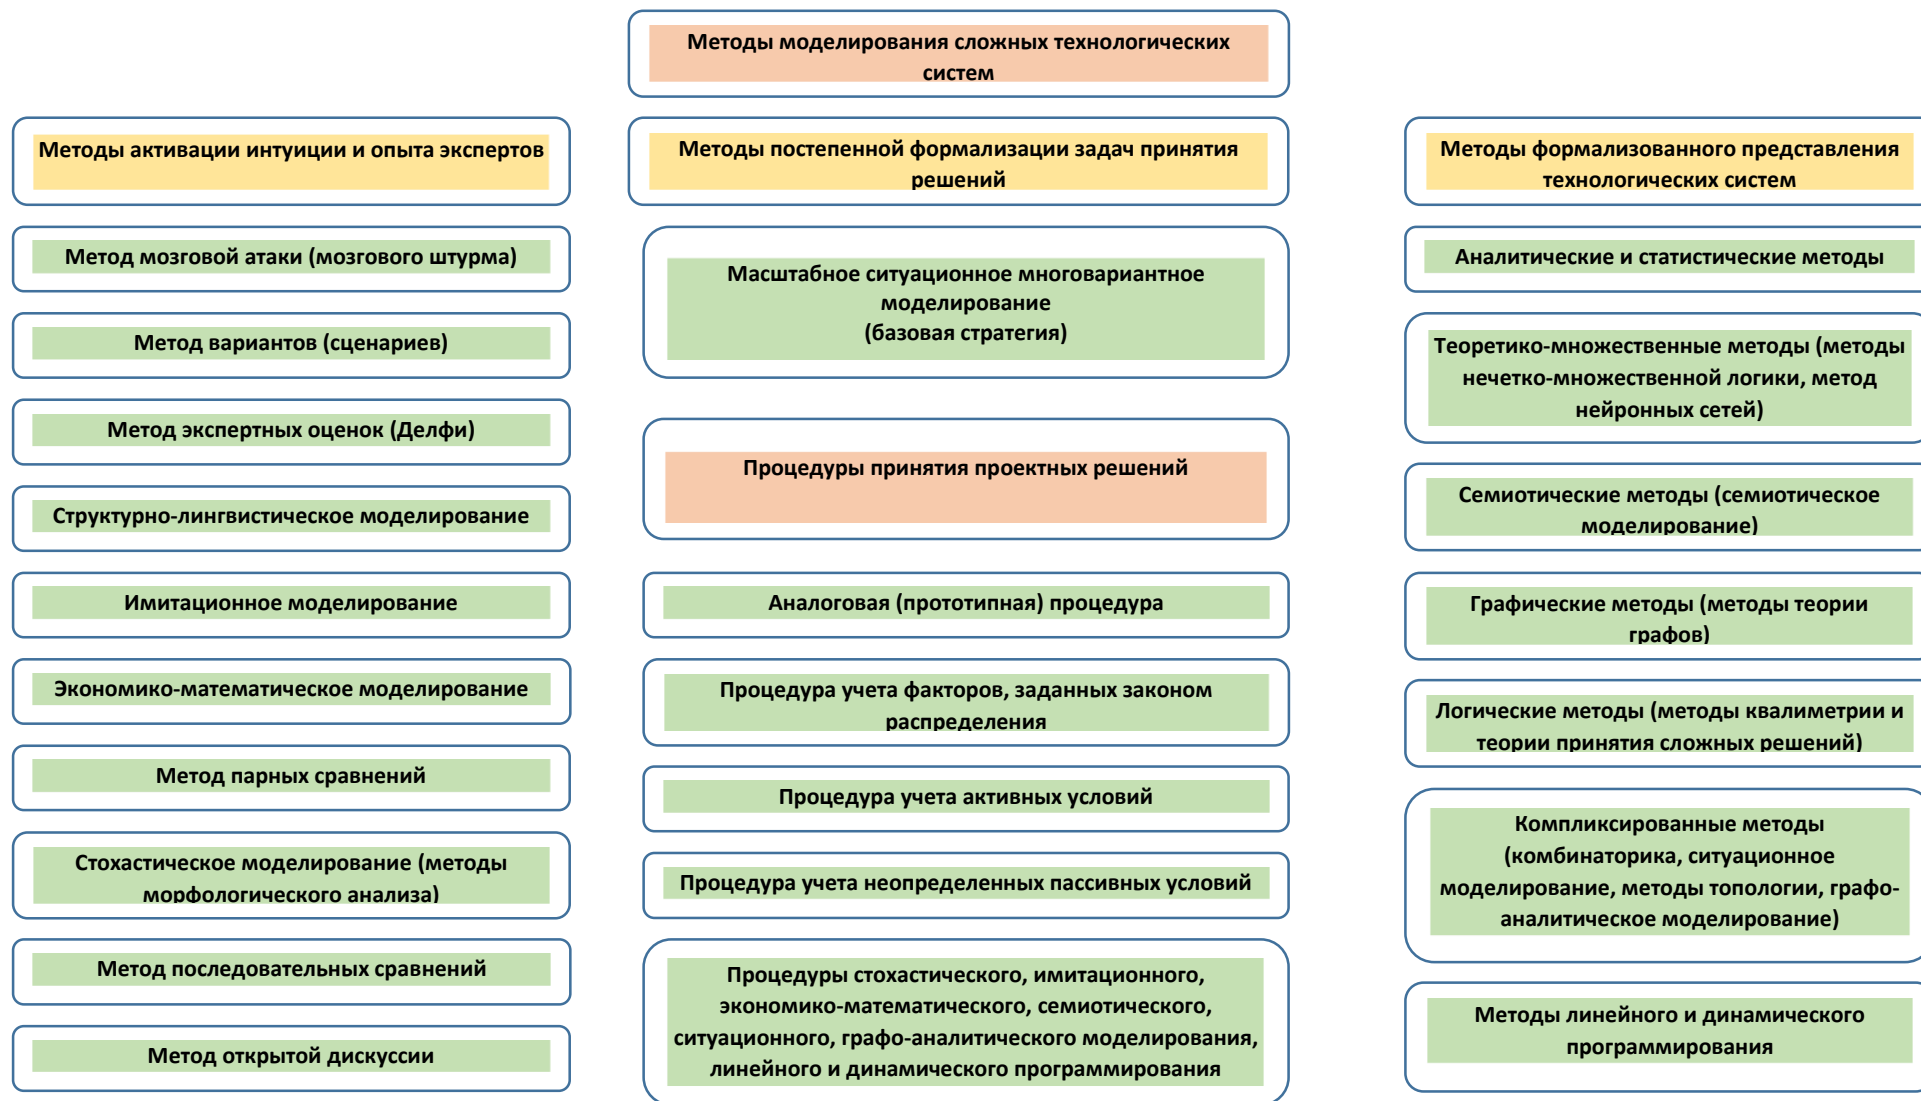 Методы моделирования сложных технологических
систем
Методы активации интуиции и опыта экспертов
Метод мозговой атаки (мозгового штурма)
Метод вариантов (сценариев)
Метод экспертных оценок (Делфи)
Структурно-лингвистическое моделирование
Имитационное моделирование
Экономико-математическое моделирование
Метод парных сравнений
Стохастическое моделирование (методы
морфологического анализа)
Метод последовательных сравнений
Метод открытой дискуссии
Методы постепенной формализации задач принятия
решений
Масштабное ситуационное многовариантное
моделирование
(базовая стратегия)
Процедуры принятия проектных решений
Аналоговая (прототипная) процедура
Процедура учета факторов, заданных законом
распределения
Процедура учета активных условий
Процедура учета неопределенных пассивных условий
Процедуры стохастического, имитационного,
экономико-математического, семиотического,
ситуационного, графо-аналитического моделирования,
линейного и динамического программирования
Методы формализованного представления
технологических систем
Аналитические и статистические методы
Теоретико-множественные методы (методы
нечетко-множественной логики, метод
нейронных сетей)
Семиотические методы (семиотическое
моделирование)
Графические методы (методы теории
графов)
Логические методы (методы квалиметрии и
теории принятия сложных решений)
Компликсированные методы
(комбинаторика, ситуационное
моделирование, методы топологии, графо-
аналитическое моделирование)
Методы линейного и динамического
программирования